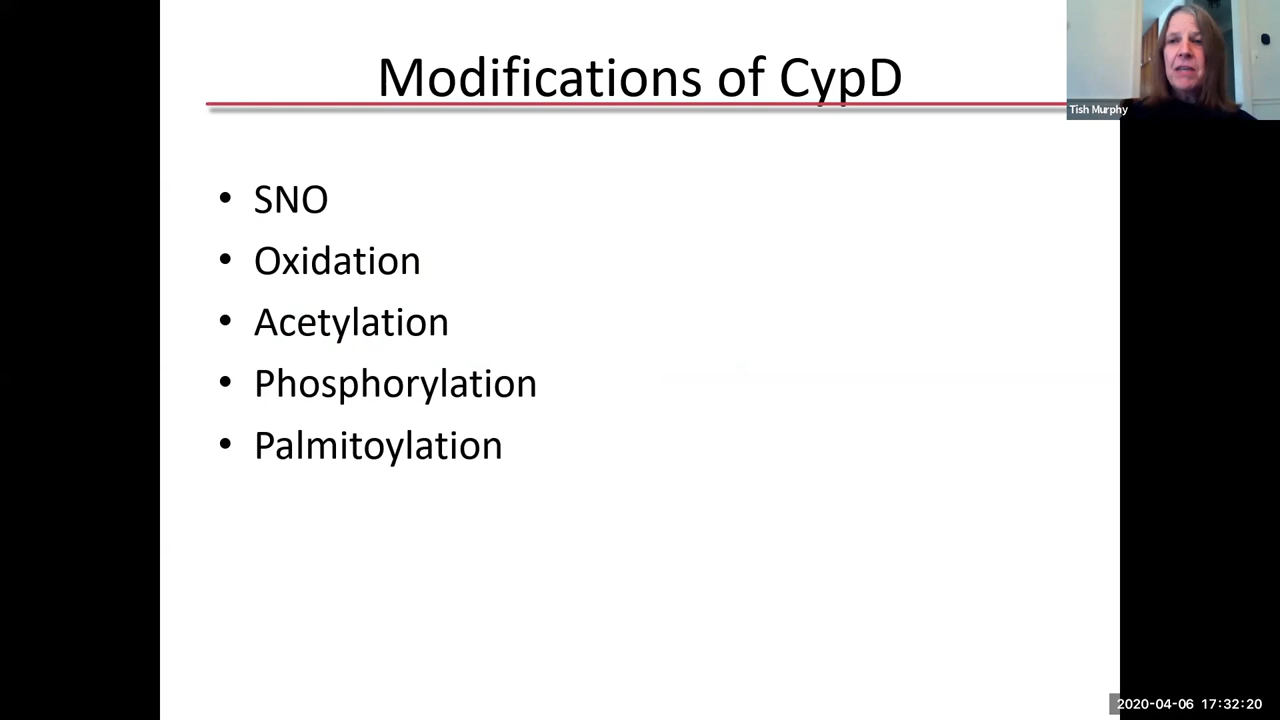 Modifications of CypD
Tish Murphy
• SNO
• Oxidation
• Acetylation
• Phosphorylation
• Palmitoylation
2020-04-06 17:32:20